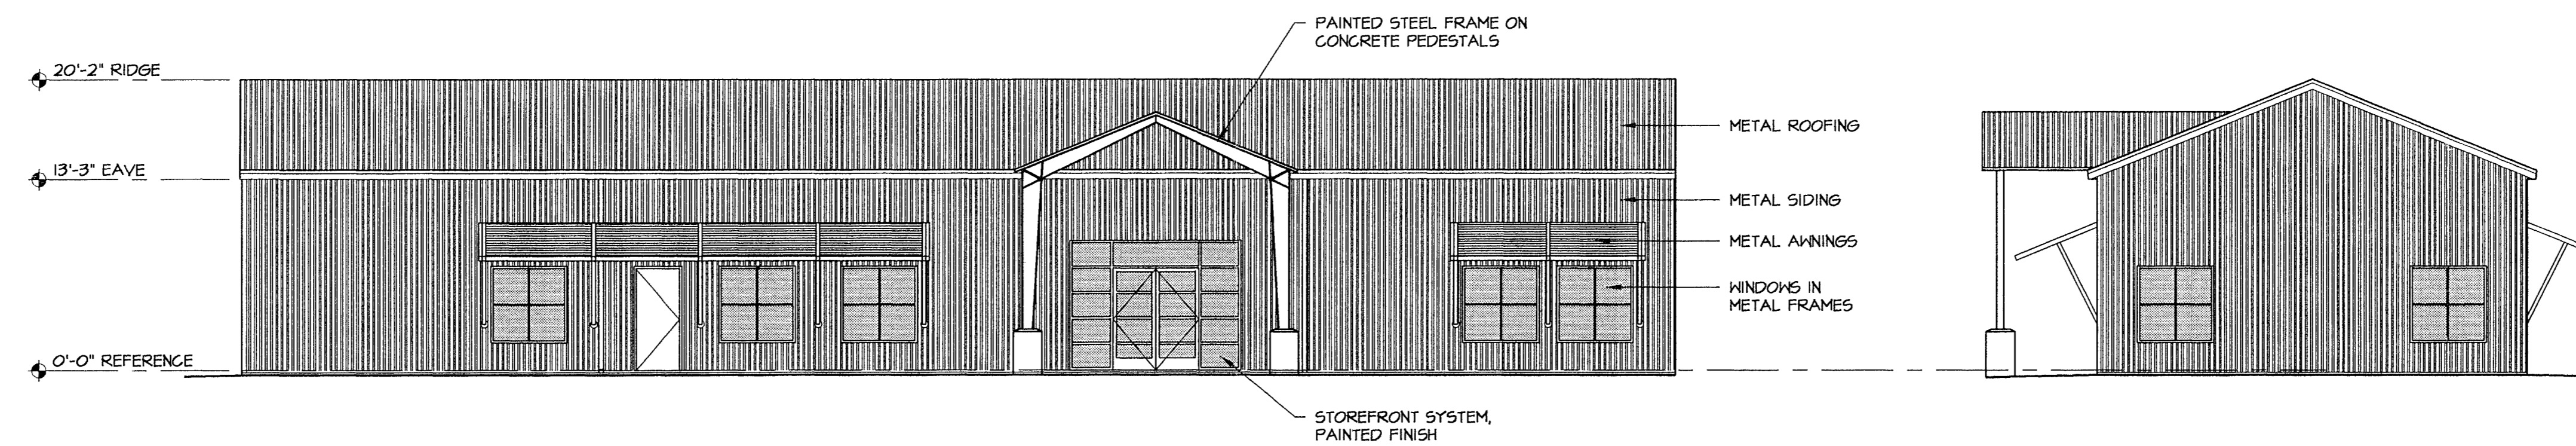 PAINTED STEEL FRAME ON
CONCRETE PEDESTALS
20'-2" RIDGE
METAL ROOFING
13'-3" EAVE
METAL SIDING
METAL AWNINGS
WINDOWS IN
METAL FRAMES
0'-0" REFERENCE
STOREFRONT SYSTEM,
PAINTED FINISH